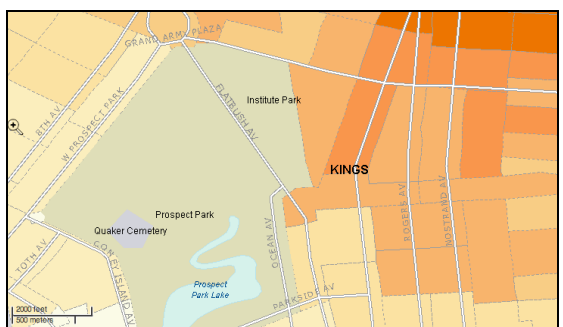 GRAND ARMY PLAZA
8TH AV
W PROSPECT PARK
FLATBUSH AV
Institute Park
KINGS
Prospect Park
Quaker Cemetery
OCEAN AV
ROGERS AV
NOSTRAND AV
10TH AV
CONEY ISLAND AV
Prospect
Park Lake
PARKSIDE AV
2000 feet
500 meters